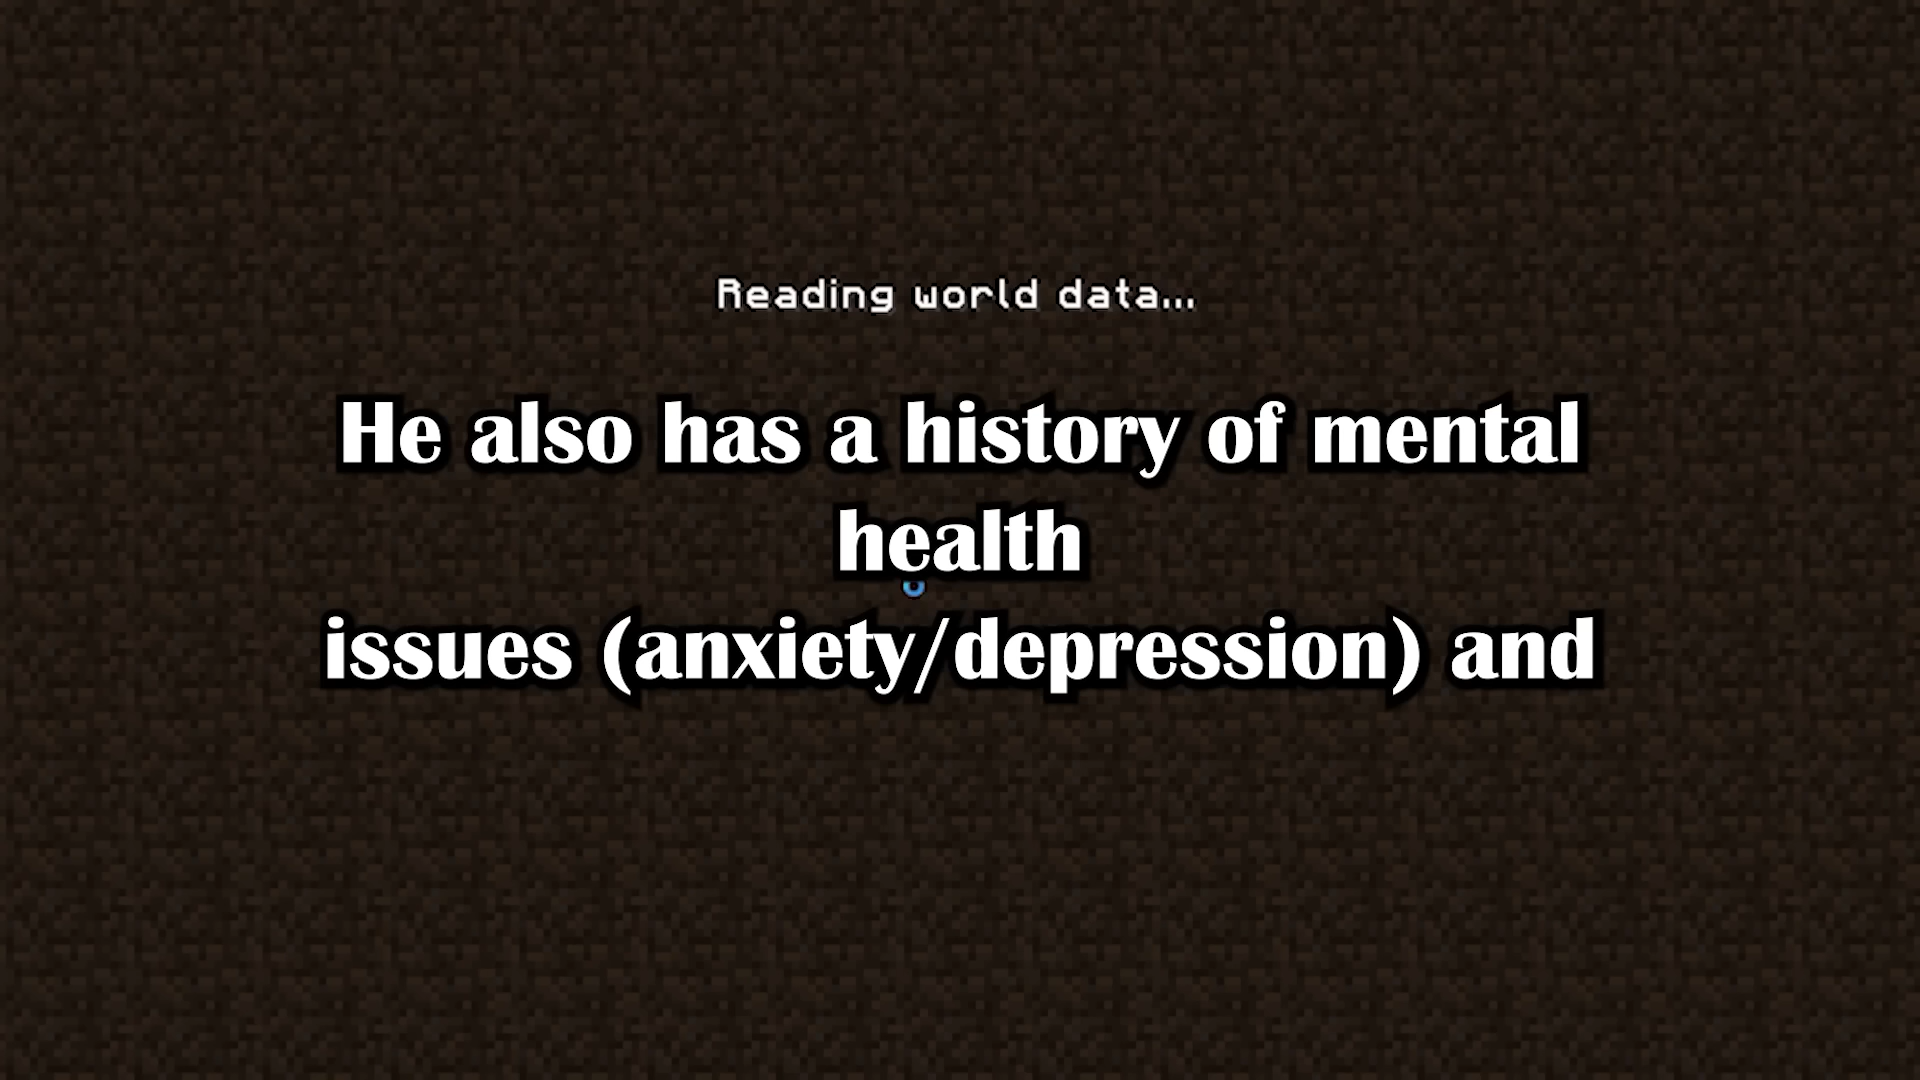 Reading world data...
He also has a history of mental
health
issues (anxiety/depression) and